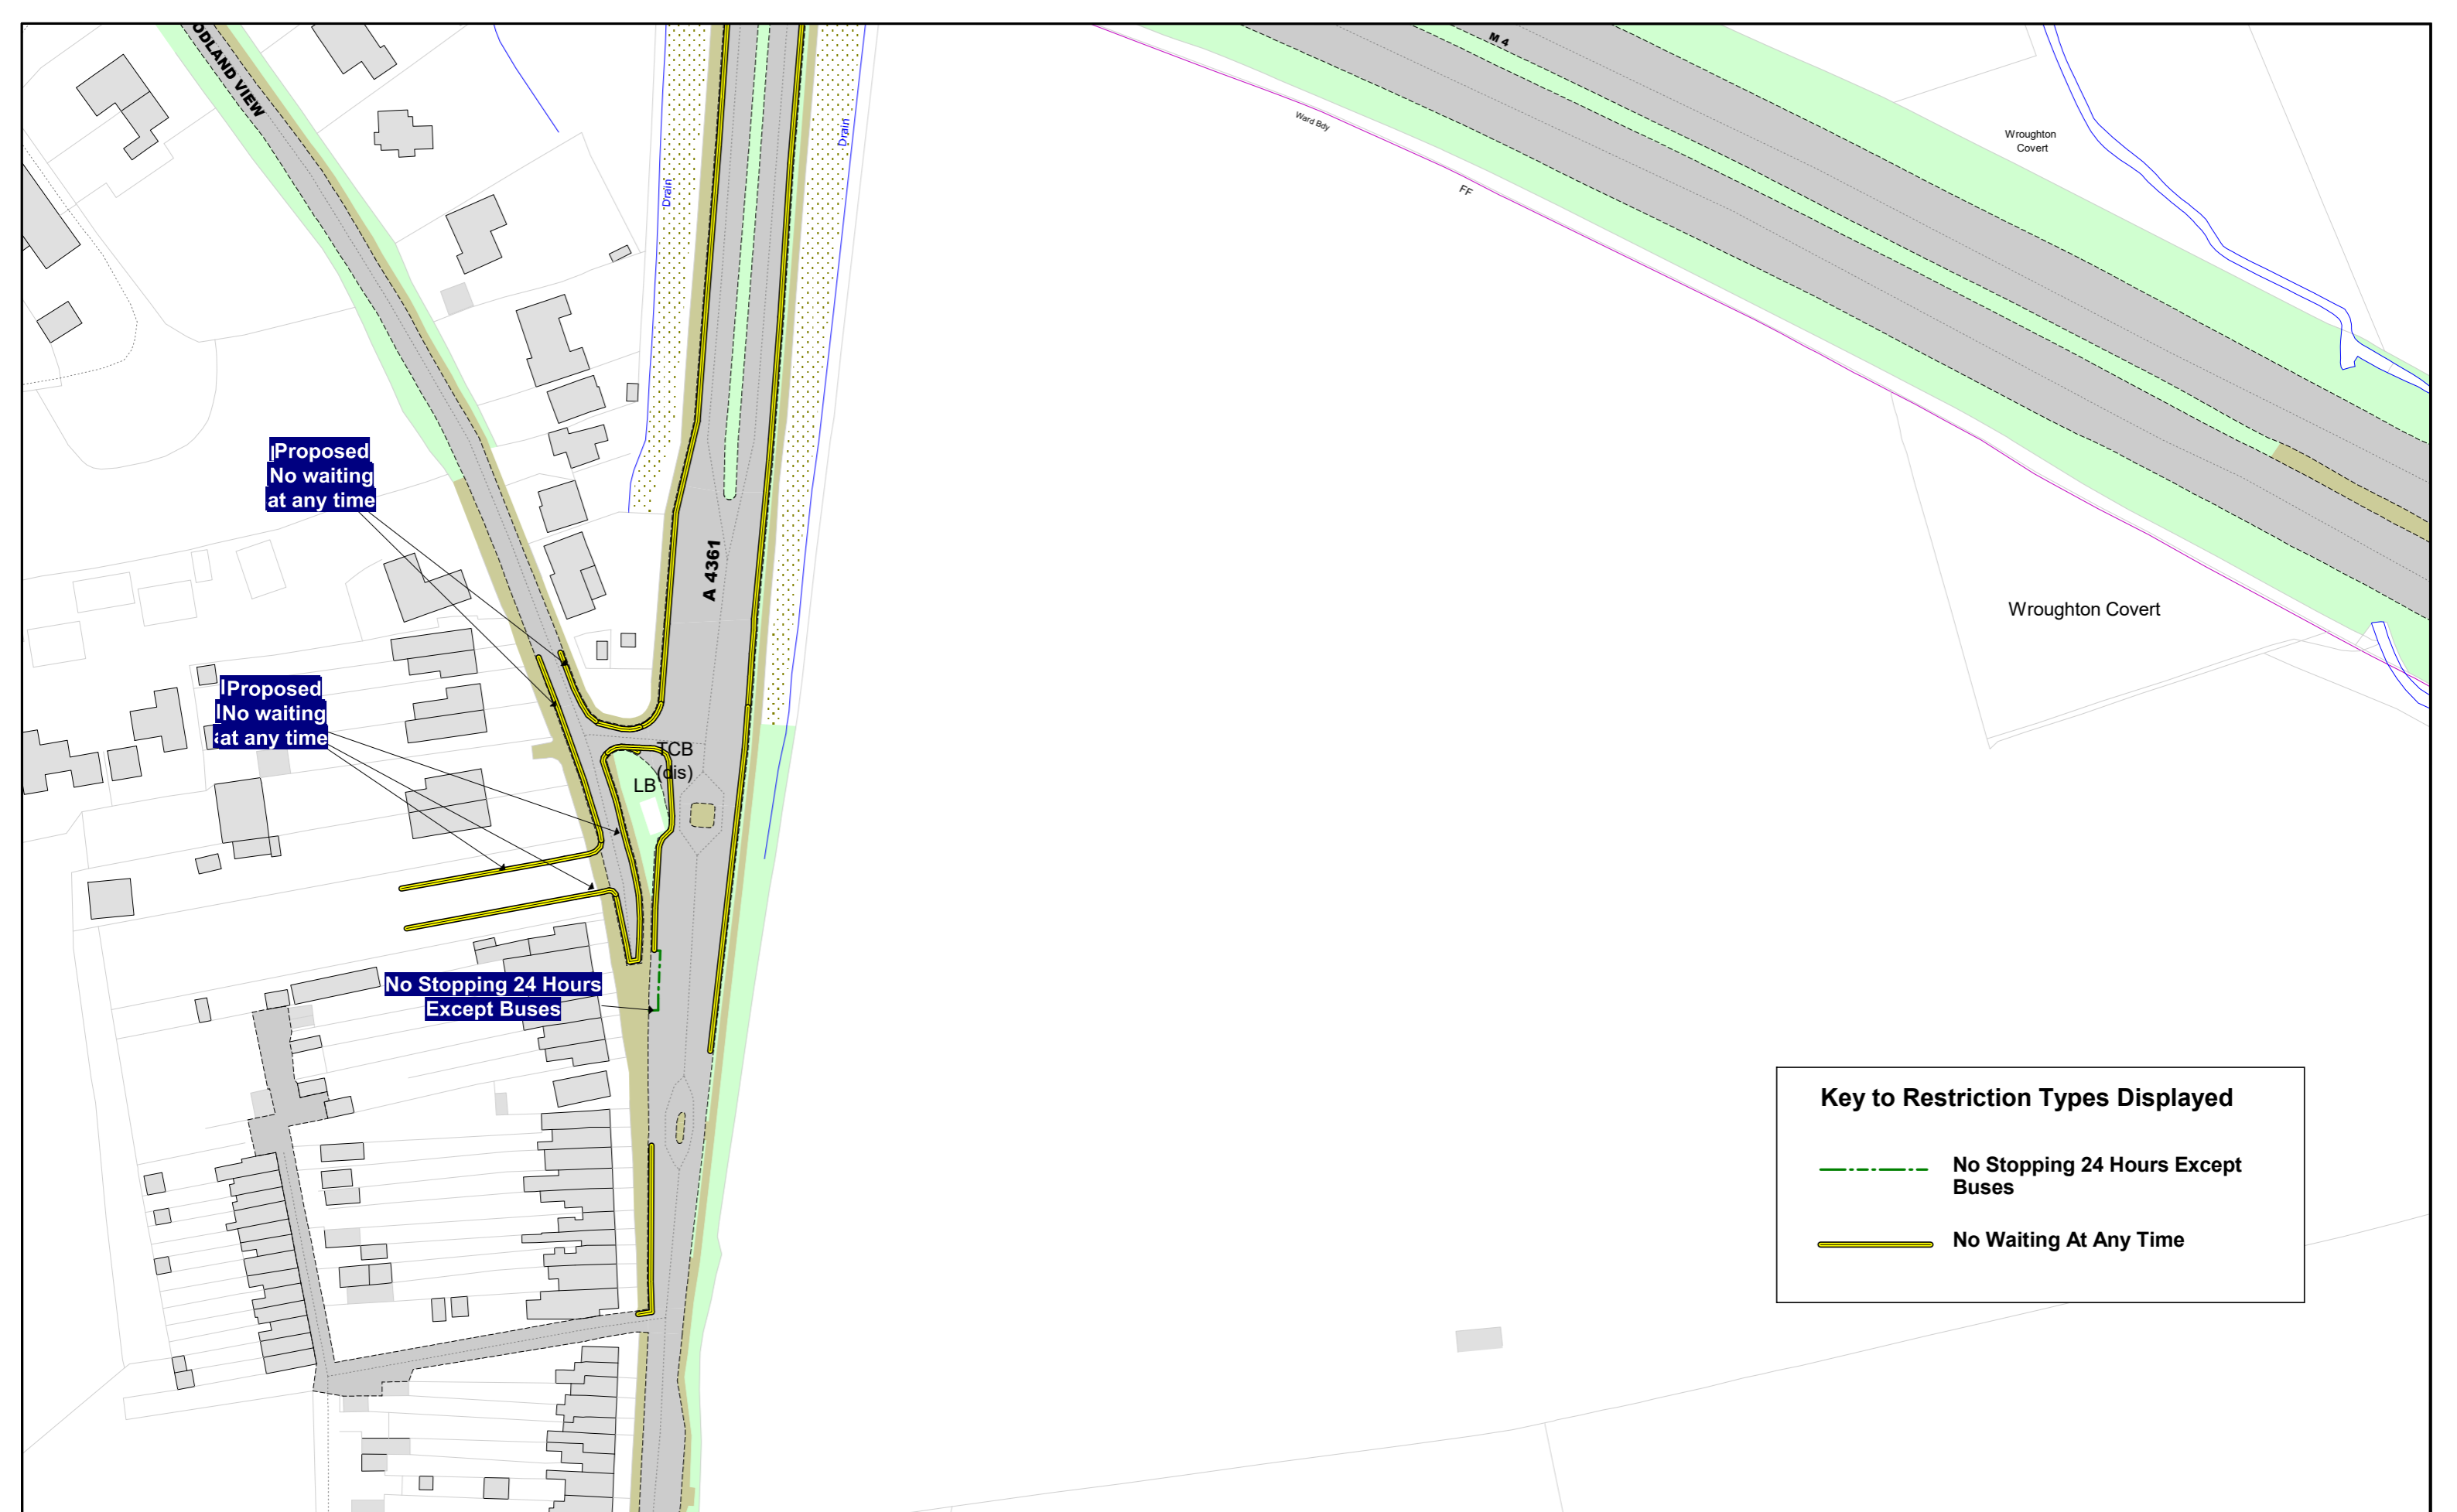 ODLAND VIEW
M 4
Drain
Drain
Ward Bdy
FF
Wroughton
Covert
Proposed
No waiting
at any time
A 4361
Wroughton Covert
Proposed
No waiting
at any time
TCB
(dis)
LB
No Stopping 24 Hours
Except Buses
Key to Restriction Types Displayed
No Stopping 24 Hours Except
Buses
No Waiting At Any Time